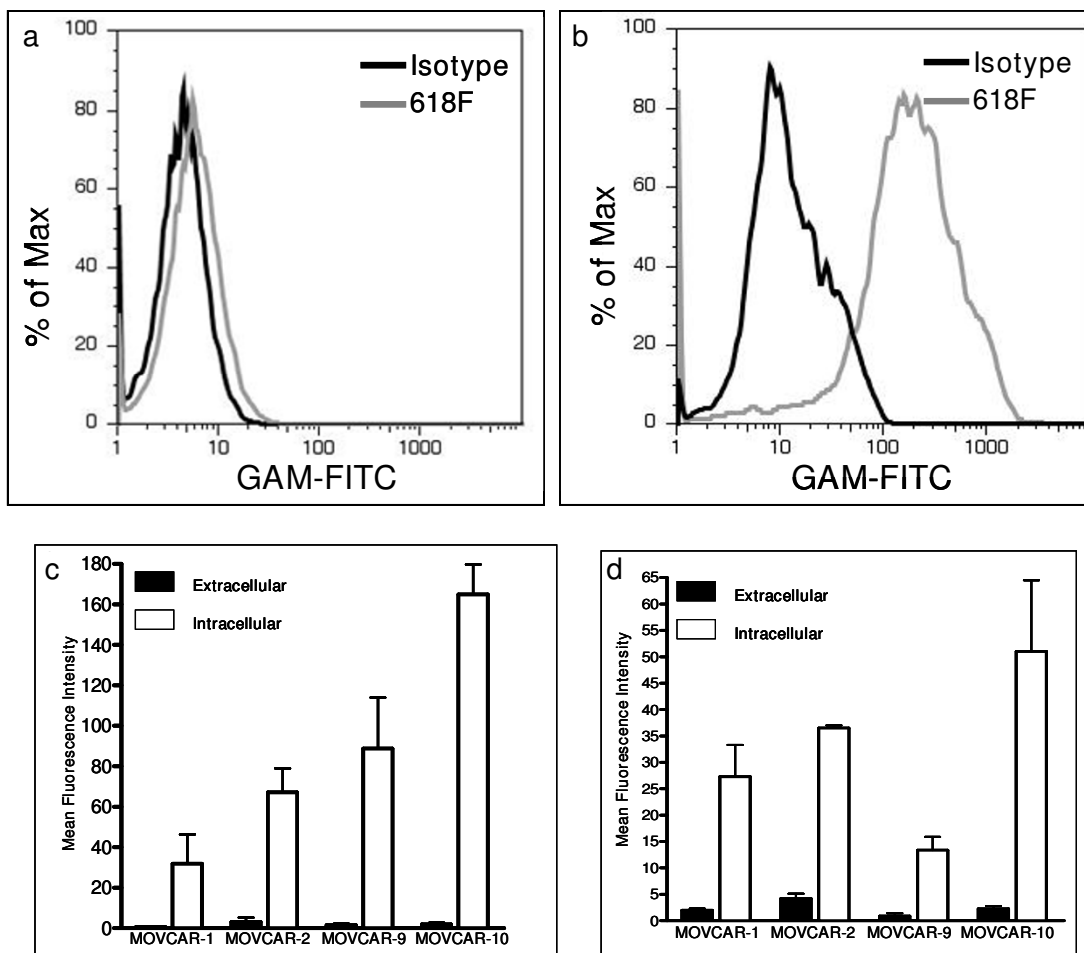 a
100
80
60
40
20
0
% of Max
Isotype
618F
1
10
100
1000
GAM-FITC
b
100
80
60
40
20
0
% of Max
Isotype
618F
1
10
100
1000
GAM-FITC
c
180
160
140
120
100
80
60
40
20
0
Mean Fluorescence Intensity
Extracellular
Intracellular
MOVCAR-1
MOVCAR-2
MOVCAR-9
MOVCAR-10
d
65
60
55
50
45
40
35
30
25
20
15
10
5
0
Mean Fluorescence Intensity
Extracellular
Intracellular
MOVCAR-1
MOVCAR-2
MOVCAR-9
MOVCAR-10